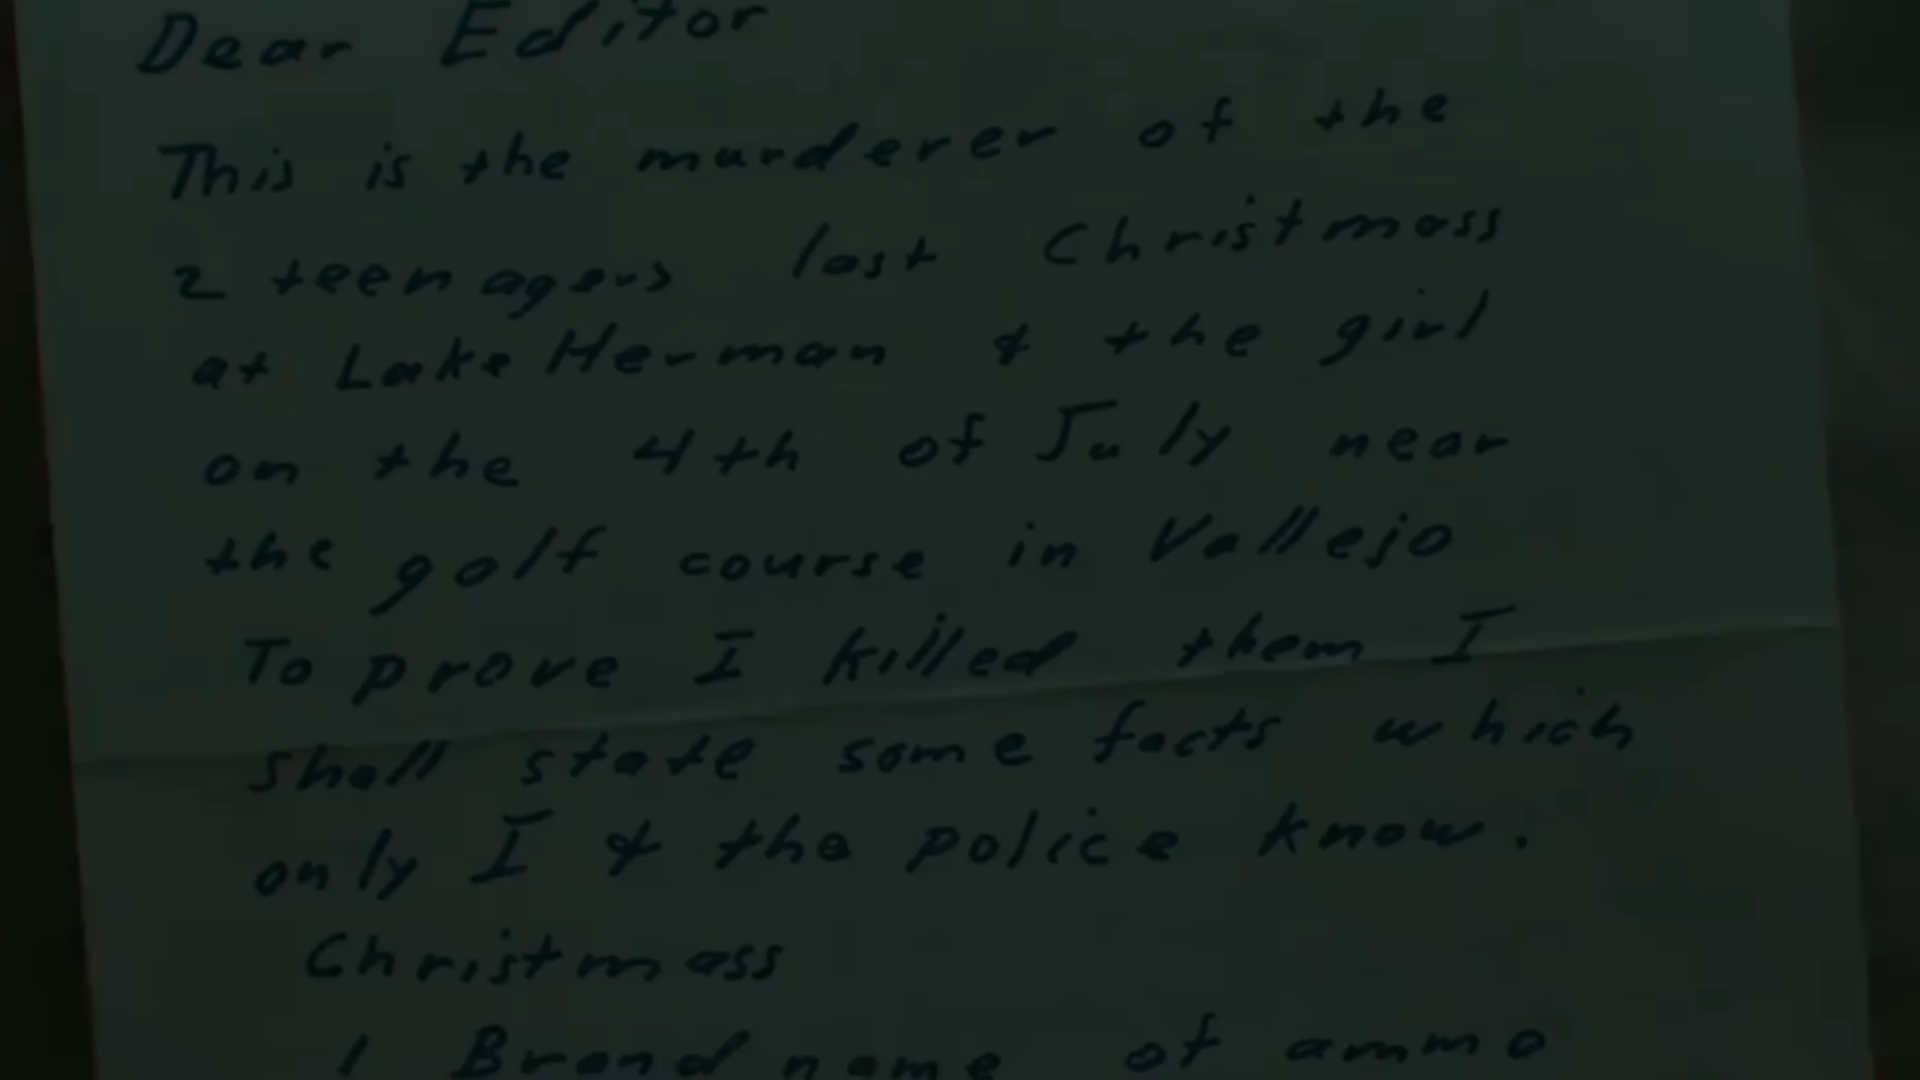 Dear Editor
This is the murderer of the
2 teenagers last Christmass
at Lake Herman & the girl
on the 4th of July near
the golf course in Vallejo
To prove I killed them I
shall state some facts which
only I & the police know.
Christmass
1 Brand name of ammo